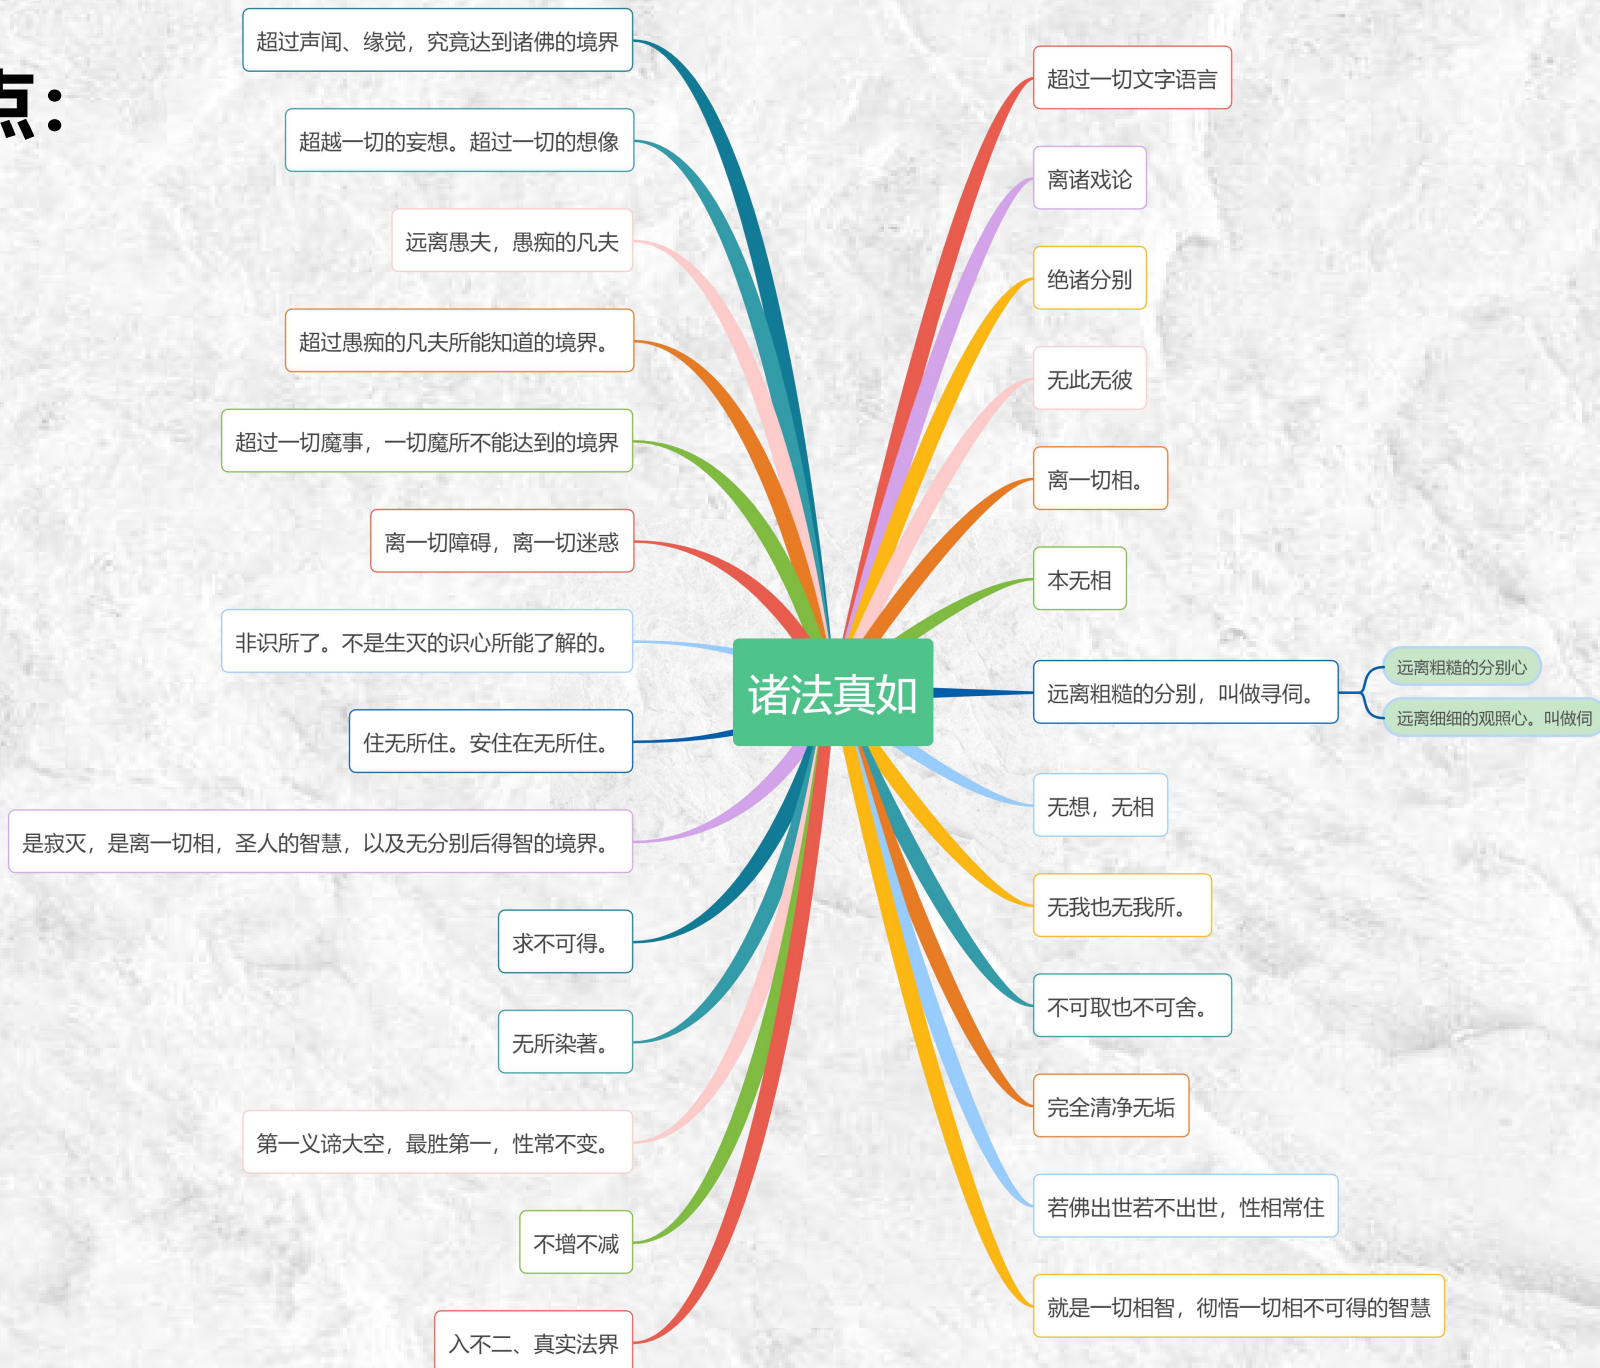 点：
超过声闻、缘觉，究竟达到诸佛的境界
超越一切的妄想。超过一切的想像
远离愚夫，愚痴的凡夫
超过愚痴的凡夫所能知道的境界。
超过一切魔事，一切魔所不能达到的境界
离一切障碍，离一切迷惑
非识所了。不是生灭的识心所能了解的。
住无所住。安住在无所住。
是寂灭，是离一切相，圣人的智慧，以及无分别后得智的境界。
求不可得。
无所染著。
第一义谛大空，最胜第一，性常不变。
不增不减
入不二、真实法界
诸法真如
超过一切文字语言
离诸戏论
绝诸分别
无此无彼
离一切相。
本无相
远离粗糙的分别，叫做寻伺。
远离粗糙的分别心
远离细细的观照心。叫做伺
无想，无相
无我也无我所。
不可取也不可舍。
完全清净无垢
若佛出世若不出世，性相常住
就是一切相智，彻悟一切相不可得的智慧